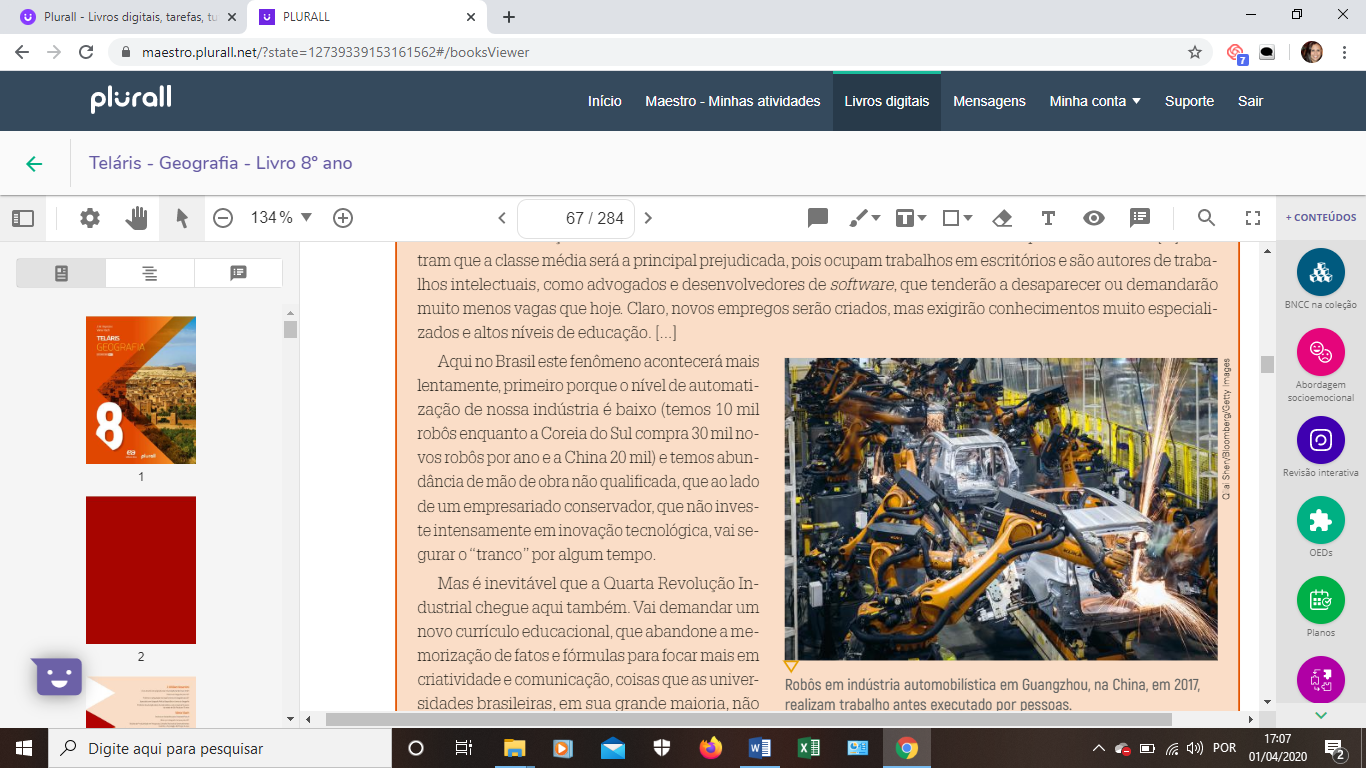 Plurall - Livros digitais, tarefas, tu
PLURALL
maestro.plurall.net/?state=12739339153161562#/booksViewer
7
plurall
Início
Maestro - Minhas atividades
Livros digitais
Mensagens
Minha conta
Suporte
Sair
Teláris - Geografia - Livro 8º ano
134 %
67 / 284
+ CONTEÚDOS
TELÁRIS
GEOGRAFIA
8
plurall
1
2
tram que a classe média será a principal prejudicada, pois ocupam trabalhos em escritórios e são autores de traba-
lhos intelectuais, como advogados e desenvolvedores de software, que tenderão a desaparecer ou demandarão
muito menos vagas que hoje. Claro, novos empregos serão criados, mas exigirão conhecimentos muito especiali-
zados e altos níveis de educação. [...]
Aqui no Brasil este fenômeno acontecerá mais
lentamente, primeiro porque o nível de automati-
zação de nossa indústria é baixo (temos 10 mil
robôs enquanto a Coreia do Sul compra 30 mil no-
vos robôs por ano e a China 20 mil) e temos abun-
dância de mão de obra não qualificada, que ao lado
de um empresariado conservador, que não inves-
te intensamente em inovação tecnológica, vai se-
gurar o “tranco” por algum tempo.
Mas é inevitável que a Quarta Revolução In-
dustrial chegue aqui também. Vai demandar um
novo currículo educacional, que abandone a me-
morização de fatos e fórmulas para focar mais em
criatividade e comunicação, coisas que as univer-
sidades brasileiras, em sua grande maioria, não
KUKA
Qilai Shen/Bloomberg/Getty Images
Robôs em indústria automobilística em Guangzhou, na China, em 2017,
realizam trabalho antes executado por pessoas.
BNCC na coleção
Abordagem
socioemocional
Revisão interativa
OEDs
Planos
Digite aqui para pesquisar
POR
17:07
01/04/2020
2